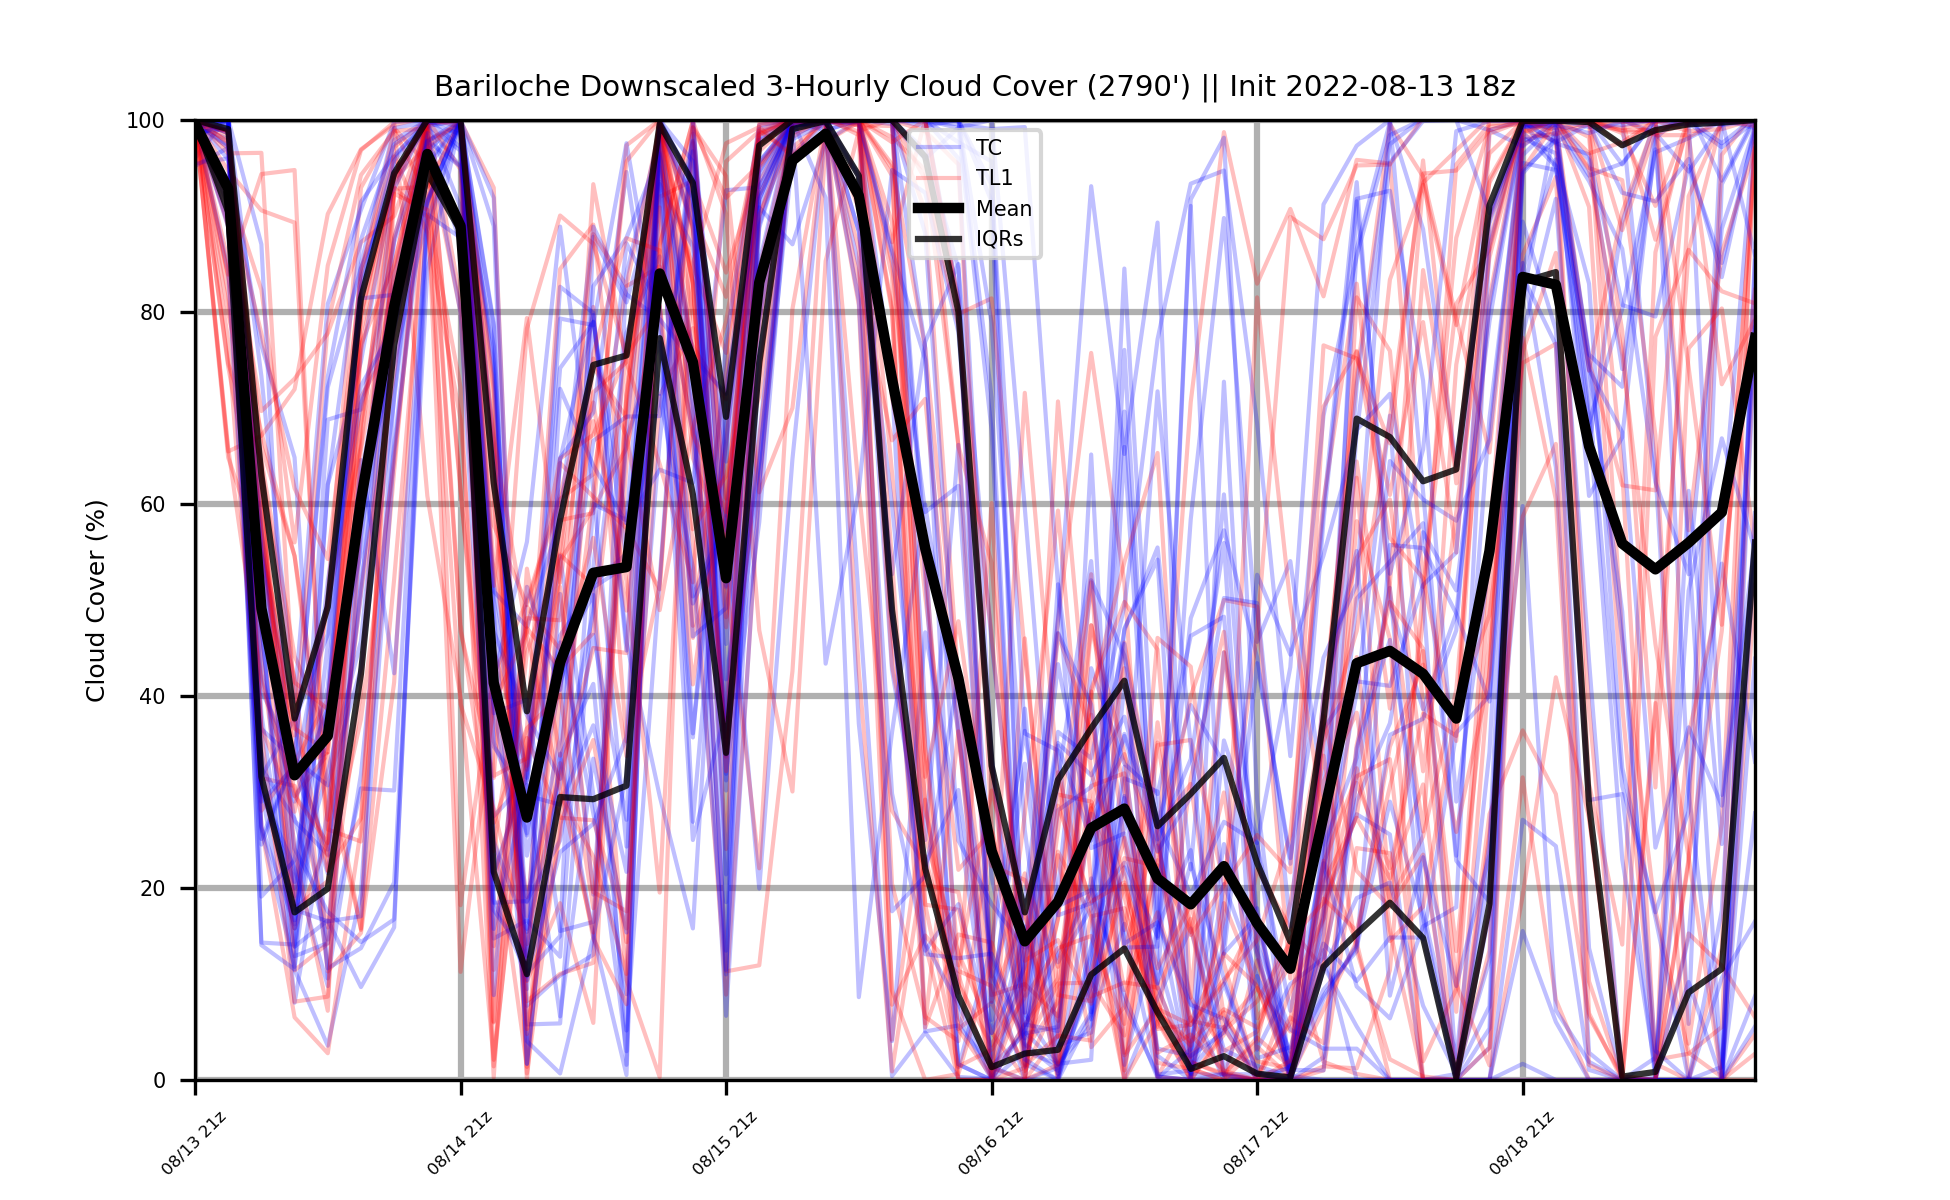 Bariloche Downscaled 3-Hourly Cloud Cover (2790') || Init 2022-08-13 18z
Cloud Cover (%)
100
80
60
40
20
0
TC
TL1
Mean
IQRs
08/13 21z
08/14 21z
08/15 21z
08/16 21z
08/17 21z
08/18 21z